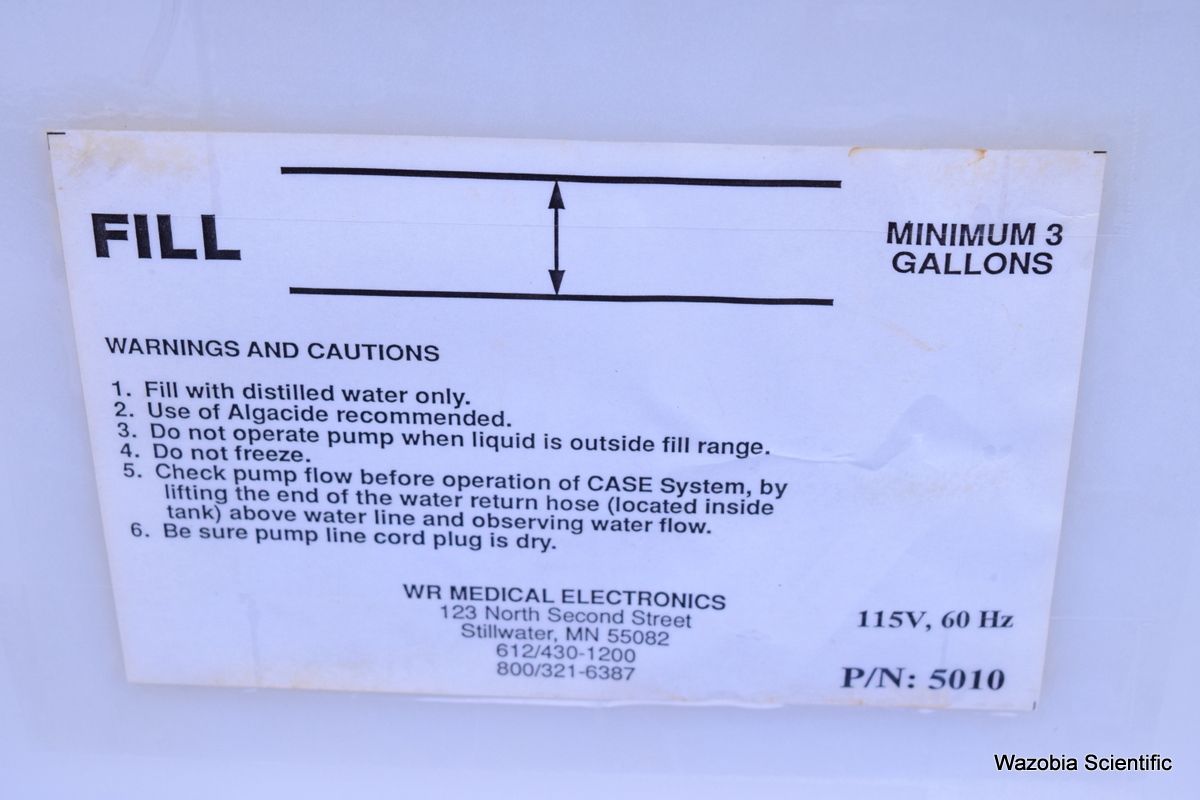 FILL
MINIMUM 3
GALLONS
WARNINGS AND CAUTIONS
1. Fill with distilled water only.
2. Use of Algacide recommended.
3. Do not operate pump when liquid is outside fill range.
4. Do not freeze.
5. Check pump flow before operation of CASE System, by
lifting the end of the water return hose (located inside
tank) above water line and observing water flow.
6. Be sure pump line cord plug is dry.
WR MEDICAL ELECTRONICS
123 North Second Street
Stillwater, MN 55082
612/430-1200
800/321-6387
115V, 60 Hz
P/N: 5010
Wazobia Scientific